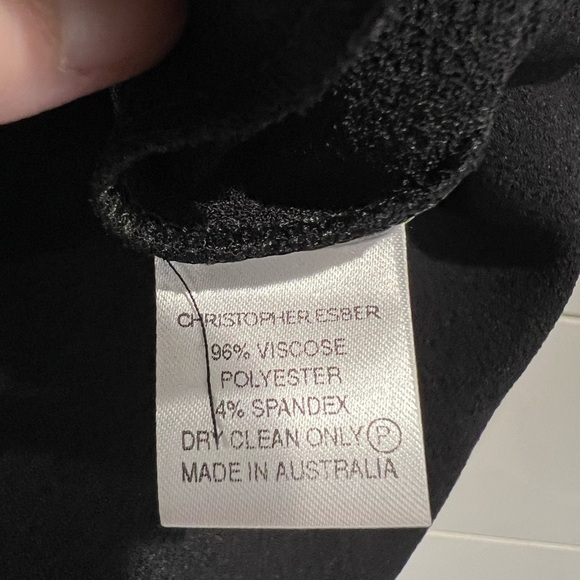 CHRISTOPHER ESBER
96% VISCOSE
POLYESTER
4% SPANDEX
DRY CLEAN ONLY Ⓟ
MADE IN AUSTRALIA